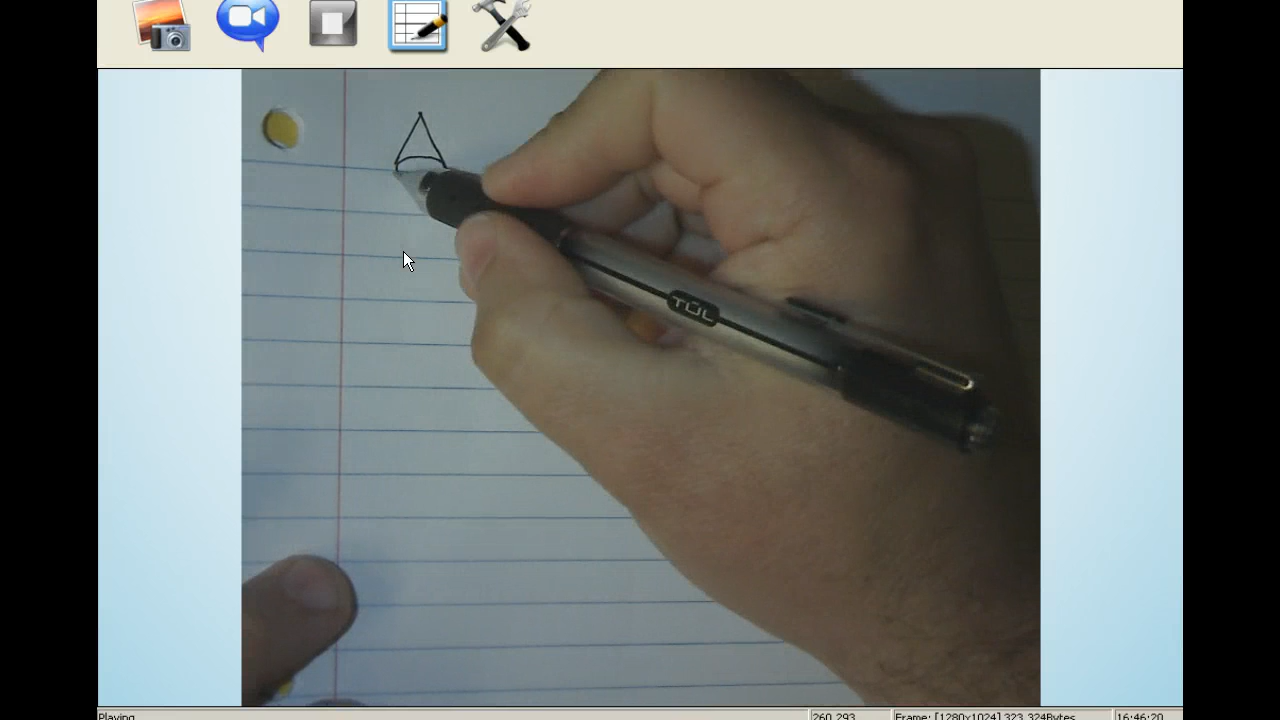 TUL
Playing
260,293
Frame: [1280x1024] 323,324Bytes
16:46:20